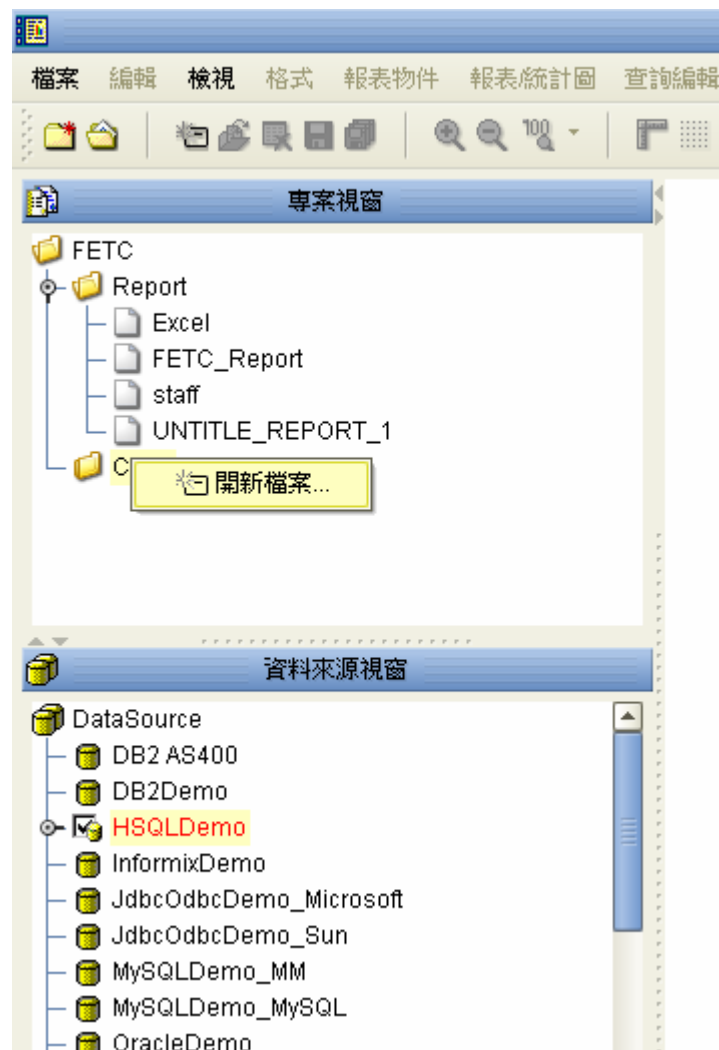 檔案 編輯 檢視 格式 報表物件 報表/統計圖 查詢編輯
100
專案視窗
FETC
Report
Excel
FETC_Report
staff
UNTITLE_REPORT_1
開新檔案...
資料來源視窗
DataSource
DB2 AS400
DB2Demo
HSQLDemo
InformixDemo
JdbcOdbcDemo_Microsoft
JdbcOdbcDemo_Sun
MySQLDemo_MM
MySQLDemo_MySQL
OracleDemo